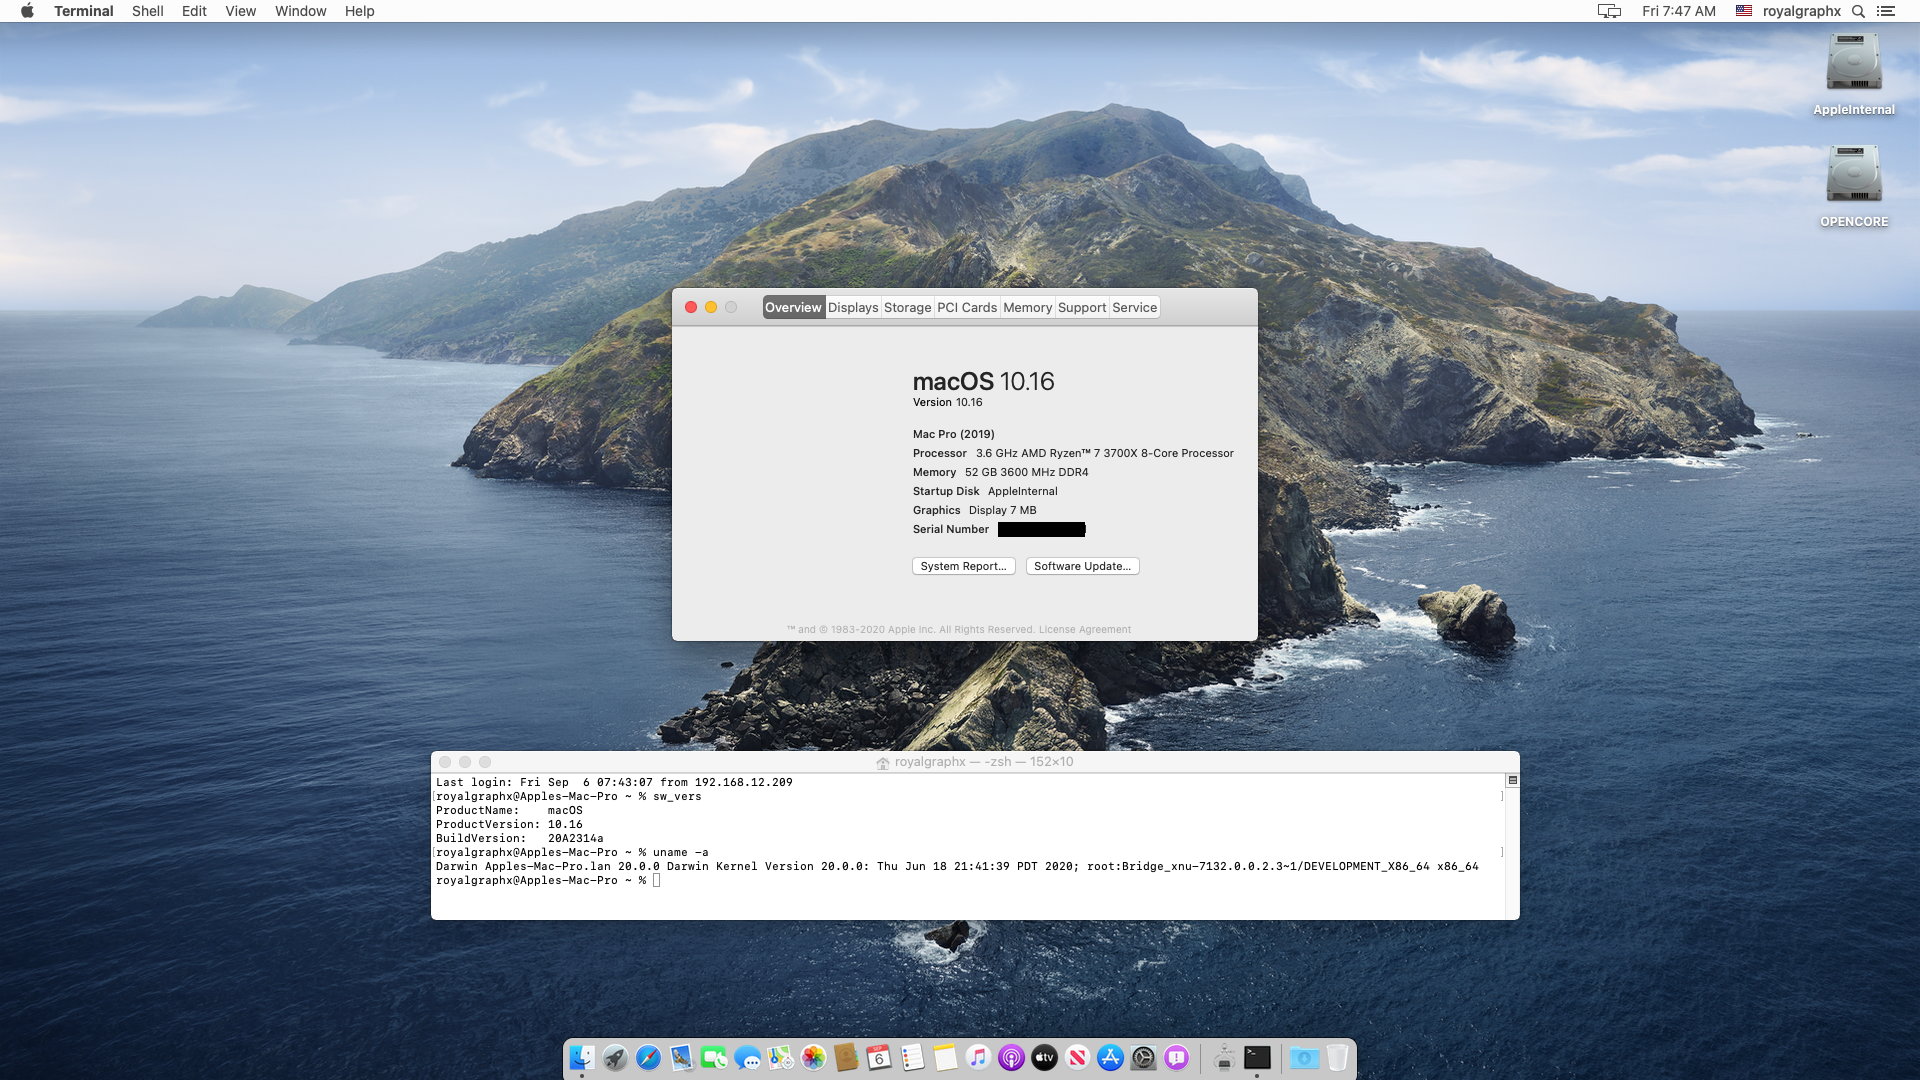 Terminal Shell Edit View Window Help
Fri 7:47 AM royalgraphx
AppleInternal
OPENCORE
Overview Displays Storage PCI Cards Memory Support Service
macOS 10.16
Version 10.16
Mac Pro (2019)
Processor 3.6 GHz AMD Ryzen™ 7 3700X 8-Core Processor
Memory 52 GB 3600 MHz DDR4
Startup Disk AppleInternal
Graphics Display 7 MB
Serial Number
System Report... Software Update...
™ and © 1983-2020 Apple Inc. All Rights Reserved. License Agreement
royalgraphx — -zsh — 152×10
Last login: Fri Sep  6 07:43:07 from 192.168.12.209
[royalgraphx@Apples-Mac-Pro ~ % sw_vers ]
ProductName:    macOS
ProductVersion: 10.16
BuildVersion:   20A2314a
[royalgraphx@Apples-Mac-Pro ~ % uname -a ]
Darwin Apples-Mac-Pro.lan 20.0.0 Darwin Kernel Version 20.0.0: Thu Jun 18 21:41:39 PDT 2020; root:Bridge_xnu-7132.0.0.2.3~1/DEVELOPMENT_X86_64 x86_64
royalgraphx@Apples-Mac-Pro ~ %
SEP
6
tv